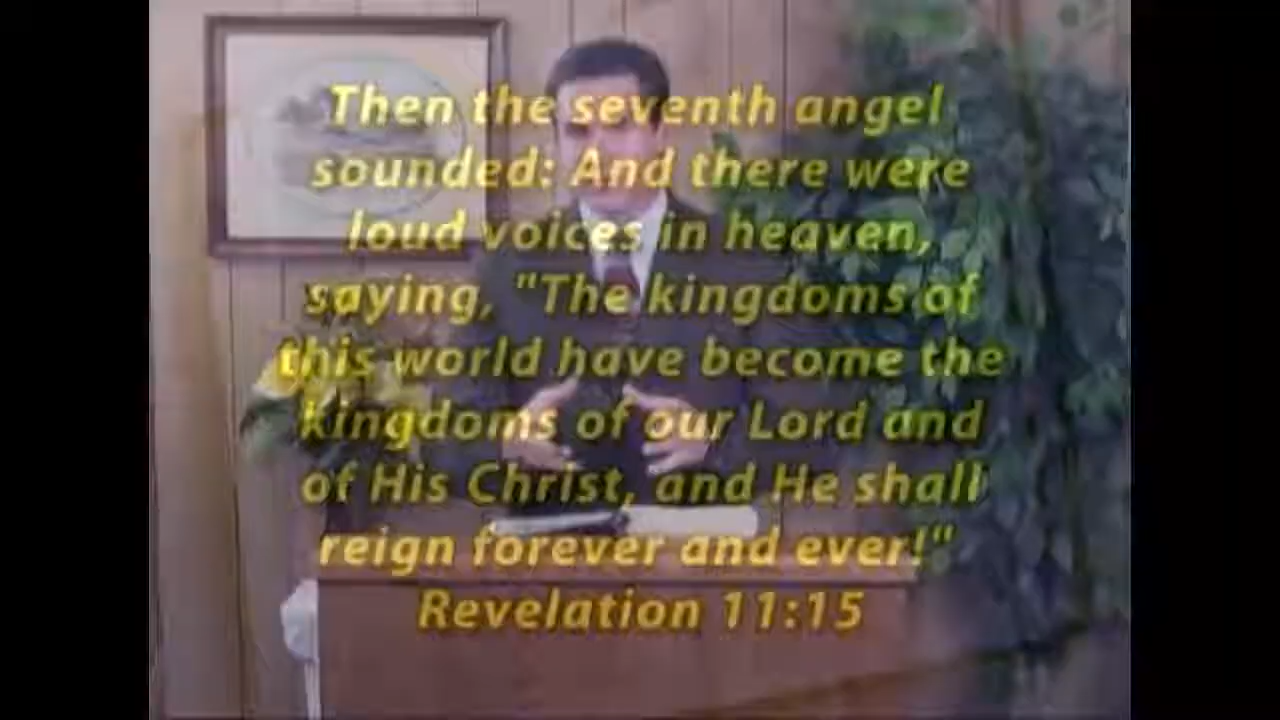 Then the seventh angel
sounded: And there were
loud voices in heaven,
saying, "The kingdoms of
this world have become the
kingdoms of our Lord and
of His Christ, and He shall
reign forever and ever!"
Revelation 11:15